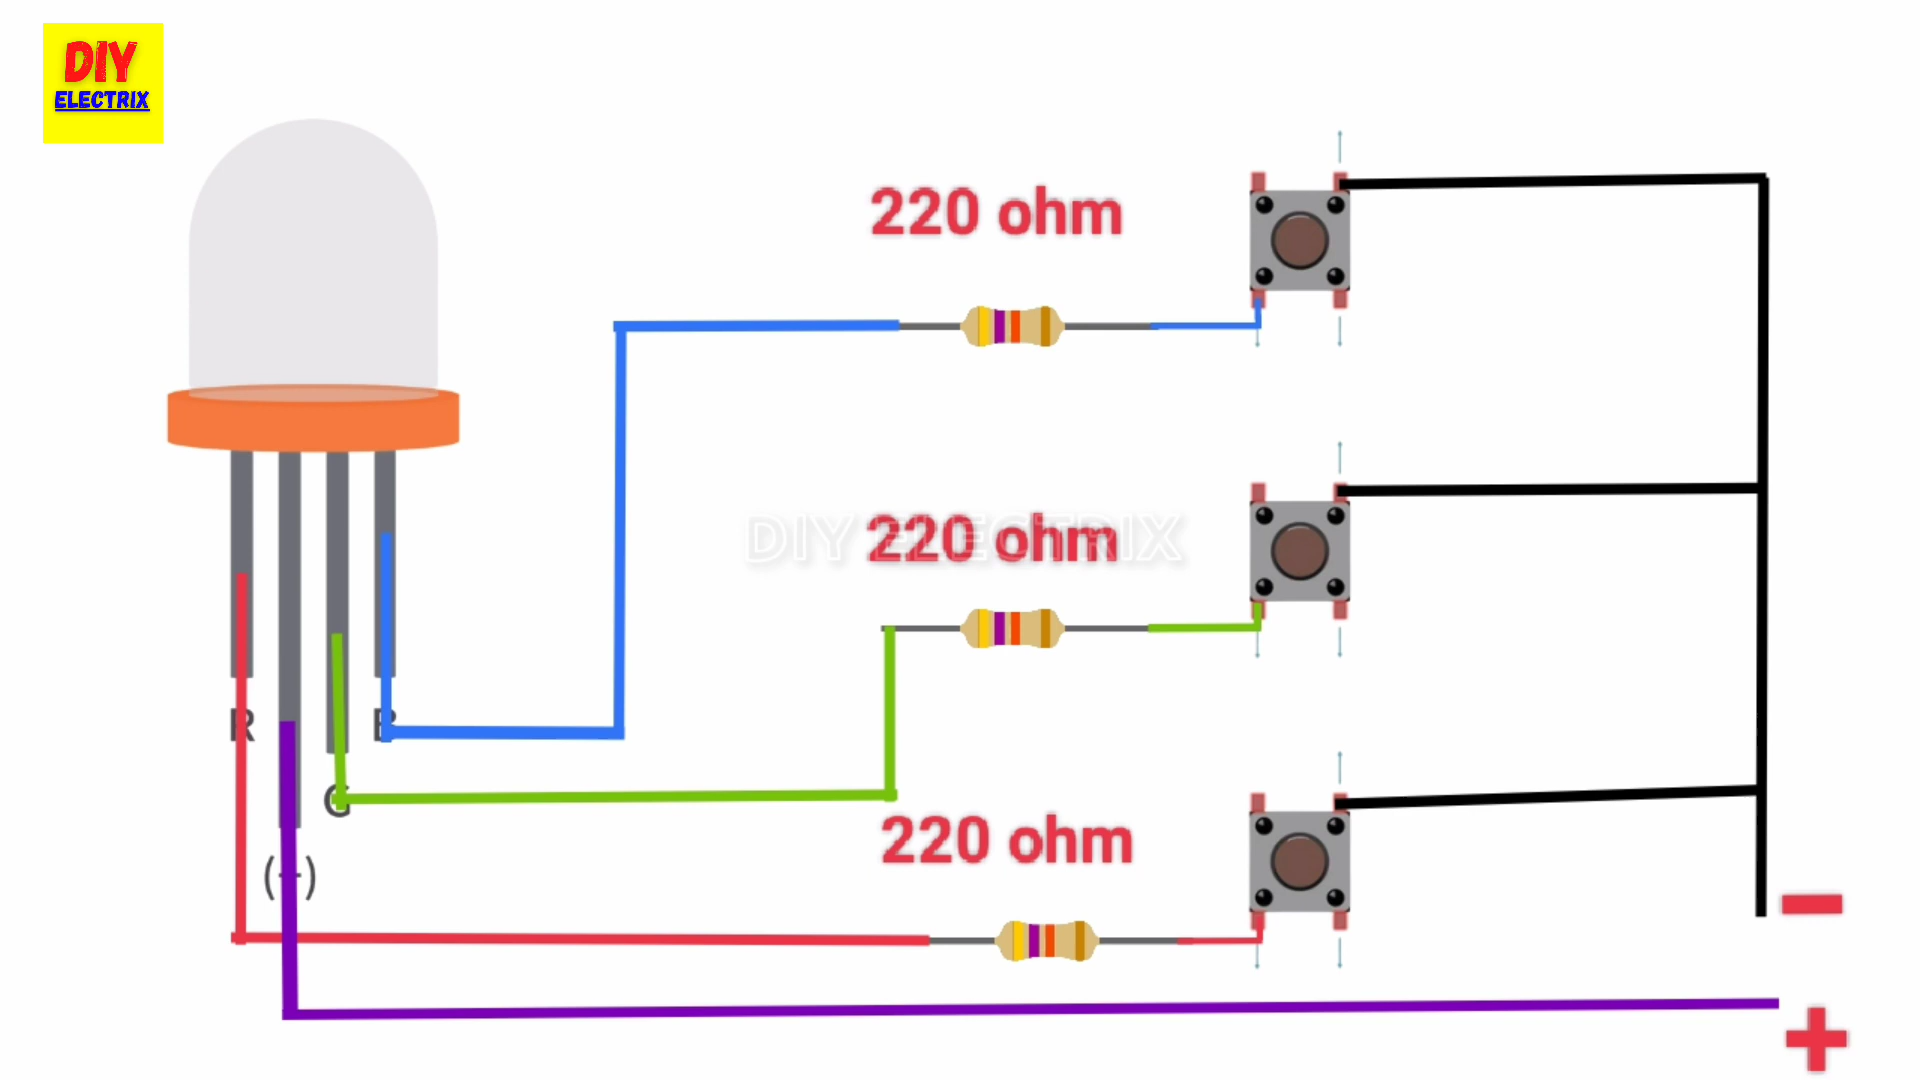 DIY
ELECTRIX
220 ohm
220 ohm
DIY ELECTRIX
R
B
G
220 ohm
−
+